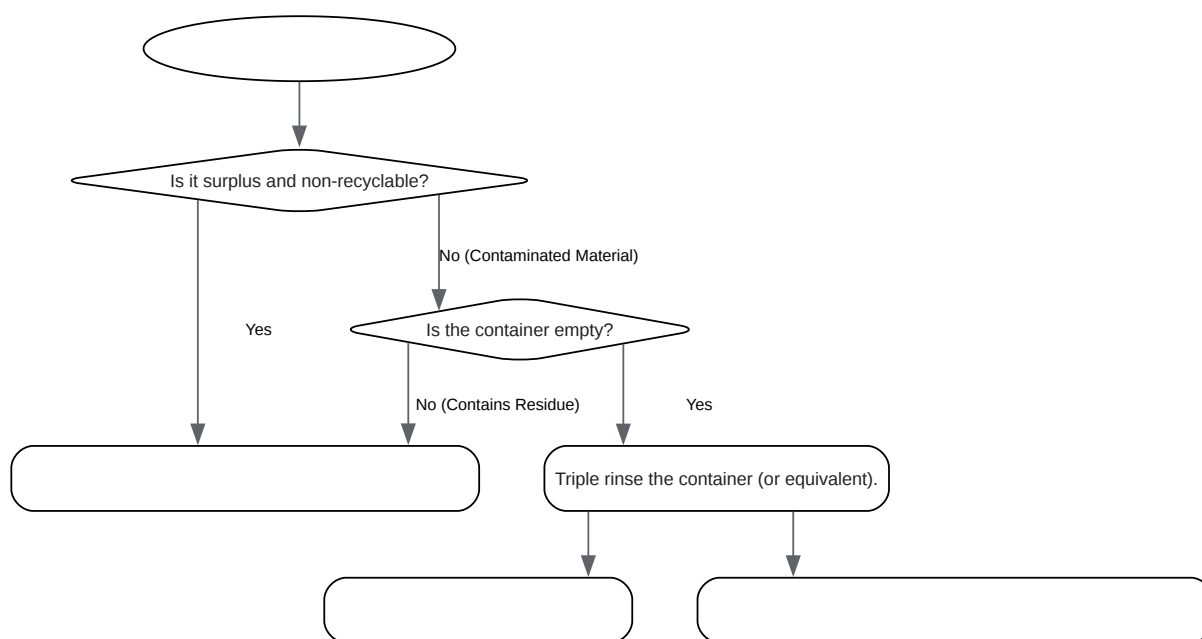 Is it surplus and non-recyclable?
No (Contaminated Material)
Yes
Is the container empty?
No (Contains Residue)
Yes
Triple rinse the container (or equivalent).